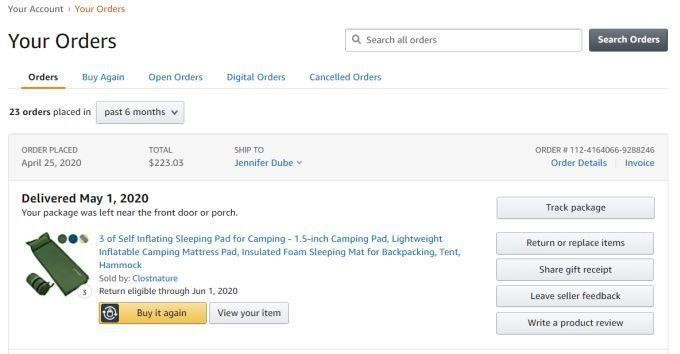 Your Account › Your Orders
Your Orders
Search all orders
Search Orders
Orders
Buy Again
Open Orders
Digital Orders
Cancelled Orders
23 orders placed in past 6 months
ORDER PLACED TOTAL SHIP TO ORDER # 112-4164066-9288246
April 25, 2020 $223.03 Jennifer Dube Order Details Invoice
Delivered May 1, 2020
Your package was left near the front door or porch.
3 of Self Inflating Sleeping Pad for Camping - 1.5-inch Camping Pad, Lightweight
Inflatable Camping Mattress Pad, Insulated Foam Sleeping Mat for Backpacking, Tent,
Hammock
Sold by: Clostnature
Return eligible through Jun 1, 2020
3
Buy it again
View your item
Track package
Return or replace items
Share gift receipt
Leave seller feedback
Write a product review